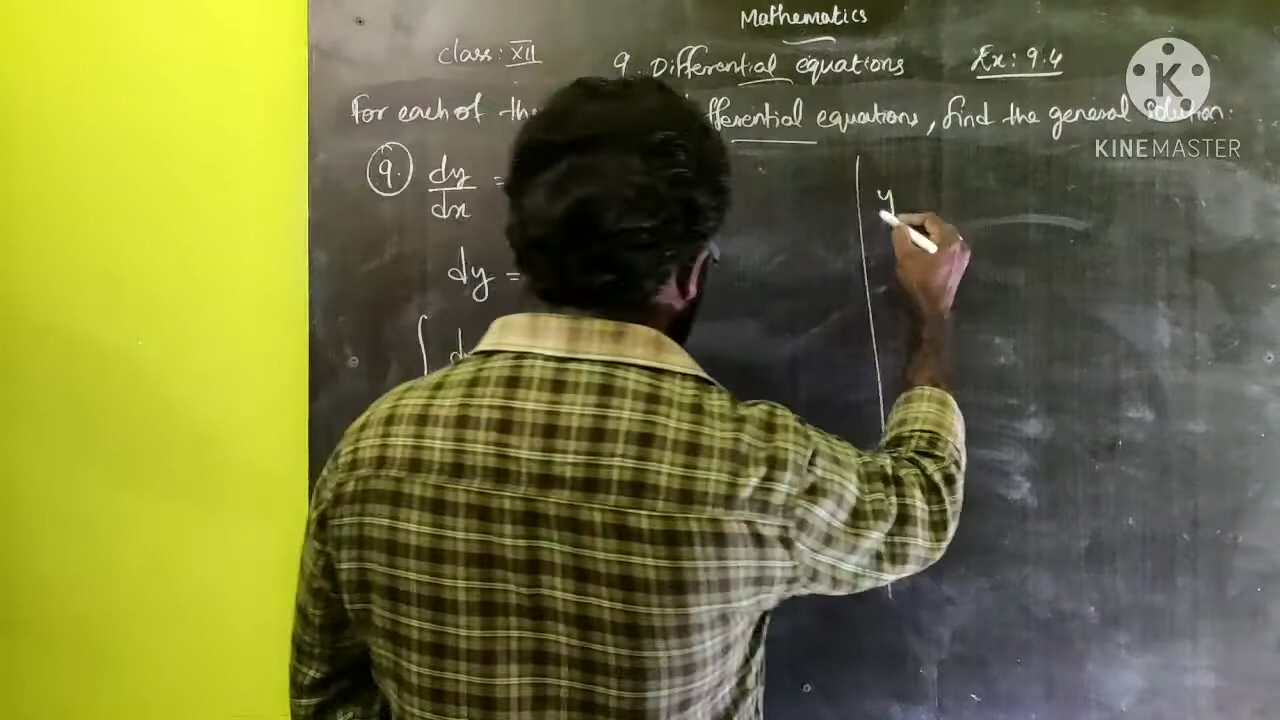 Mathematics
Class: XII 9. Differential equations Ex: 9.4
For each of the fferential equations, find the general solution:
9. dy/dx =
dy =
∫ dy
y
K
KINEMASTER